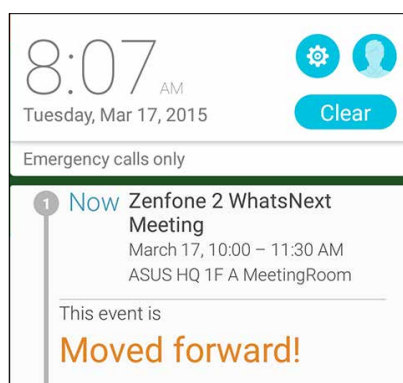 8:07 AM
Tuesday, Mar 17, 2015
Clear
Emergency calls only
1 Now Zenfone 2 WhatsNext
Meeting
March 17, 10:00 – 11:30 AM
ASUS HQ 1F A MeetingRoom
This event is
Moved forward!